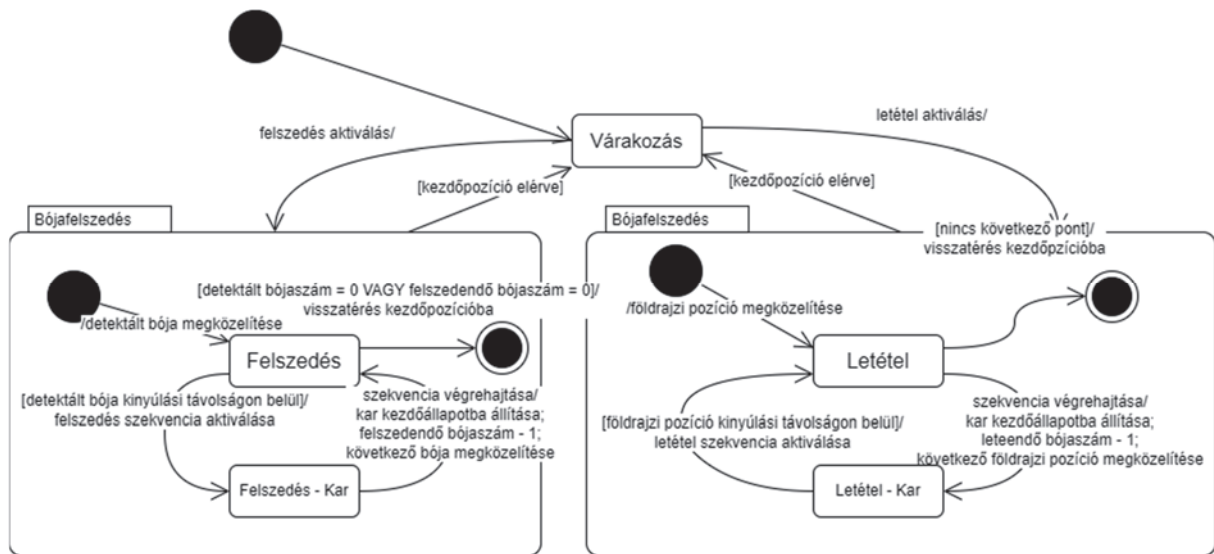 Várakozás
felszedés aktiválás/
letétel aktiválás/
[kezdőpozíció elérve]
[kezdőpozíció elérve]
Bójafelszedés
[detektált bójaszám = 0 VAGY felszedendő bójaszám = 0]/
visszatérés kezdőpozícióba
/detektált bója megközelítése
Felszedés
[detektált bója kinyúlási távolságon belül]/
felszedés szekvencia aktiválása
szekvencia végrehajtása/
kar kezdőállapotba állítása;
felszedendő bójaszám - 1;
következő bója megközelítése
Felszedés - Kar
Bójafelszedés
[nincs következő pont]/
visszatérés kezdőpzícióba
/földrajzi pozíció megközelítése
Letétel
[földrajzi pozíció kinyúlási távolságon belül]/
letétel szekvencia aktiválása
szekvencia végrehajtása/
kar kezdőállapotba állítása;
leteendő bójaszám - 1;
következő földrajzi pozíció megközelítése
Letétel - Kar